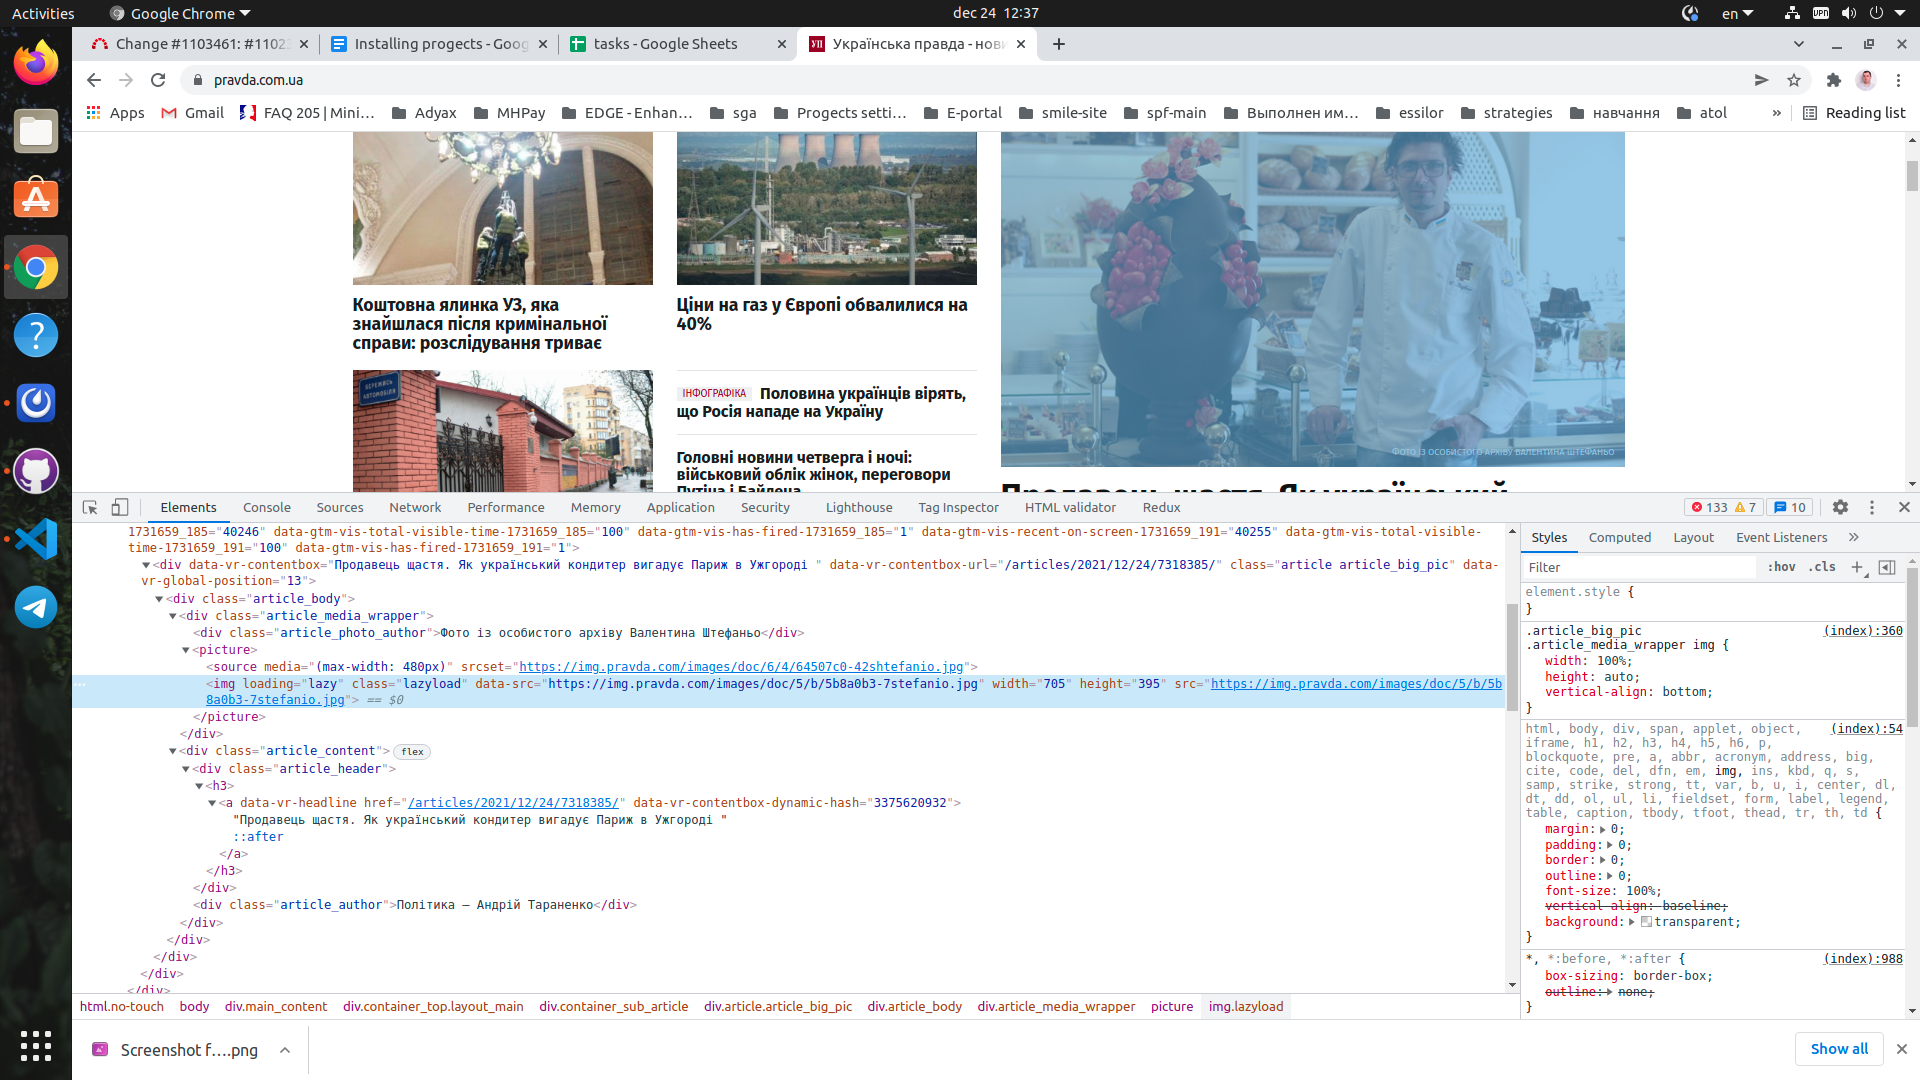 Activities
Google Chrome
dec 24 12:37
en
VPN
Change #1103461: #1102
Installing progects - Goog
tasks - Google Sheets
УП
Українська правда - нов
pravda.com.ua
Apps
Gmail
FAQ 205 | Mini…
Adyax
MHPay
EDGE - Enhan…
sga
Progects setti…
E-portal
smile-site
spf-main
Выполнен им…
essilor
strategies
навчання
atol
»
Reading list
Коштовна ялинка УЗ, яка
знайшлася після кримінальної
справи: розслідування триває
Ціни на газ у Європі обвалилися на
40%
БЕРЕЖИСЬ
АВТОМОБІЛЯ
ІНФОГРАФІКА Половина українців вірять,
що Росія нападе на Україну
Головні новини четверга і ночі:
військовий облік жінок, переговори
Путіна і Байдена
ФОТО ІЗ ОСОБИСТОГО АРХІВУ ВАЛЕНТИНА ШТЕФАНЬО
Продавець щастя. Як український
Elements
Console
Sources
Network
Performance
Memory
Application
Security
Lighthouse
Tag Inspector
HTML validator
Redux
133
7
10
1731659_185="40246" data-gtm-vis-total-visible-time-1731659_185="100" data-gtm-vis-has-fired-1731659_185="1" data-gtm-vis-recent-on-screen-1731659_191="40255" data-gtm-vis-total-visible-
time-1731659_191="100" data-gtm-vis-has-fired-1731659_191="1">
<div data-vr-contentbox="Продавець щастя. Як український кондитер вигадує Париж в Ужгороді " data-vr-contentbox-url="/articles/2021/12/24/7318385/" class="article article_big_pic" data-
vr-global-position="13">
<div class="article_body">
<div class="article_media_wrapper">
<div class="article_photo_author">Фото із особистого архіву Валентина Штефаньо</div>
<picture>
<source media="(max-width: 480px)" srcset="https://img.pravda.com/images/doc/6/4/64507c0-42shtefanio.jpg">
… <img loading="lazy" class="lazyload" data-src="https://img.pravda.com/images/doc/5/b/5b8a0b3-7stefanio.jpg" width="705" height="395" src="https://img.pravda.com/images/doc/5/b/5b
8a0b3-7stefanio.jpg"> == $0
</picture>
</div>
<div class="article_content"> flex
<div class="article_header">
<h3>
<a data-vr-headline href="/articles/2021/12/24/7318385/" data-vr-contentbox-dynamic-hash="3375620932">
"Продавець щастя. Як український кондитер вигадує Париж в Ужгороді "
::after
</a>
</h3>
</div>
<div class="article_author">Політика — Андрій Тараненко</div>
</div>
</div>
</div>
</div>
</div>
html.no-touch
body
div.main_content
div.container_top.layout_main
div.container_sub_article
div.article.article_big_pic
div.article_body
div.article_media_wrapper
picture
img.lazyload
Styles
Computed
Layout
Event Listeners
»
Filter
:hov
.cls
+
element.style {
}
.article_big_pic (index):360
.article_media_wrapper img {
width: 100%;
height: auto;
vertical-align: bottom;
}
html, body, div, span, applet, object, (index):54
iframe, h1, h2, h3, h4, h5, h6, p,
blockquote, pre, a, abbr, acronym, address, big,
cite, code, del, dfn, em, img, ins, kbd, q, s,
samp, strike, strong, tt, var, b, u, i, center, dl,
dt, dd, ol, ul, li, fieldset, form, label, legend,
table, caption, tbody, tfoot, thead, tr, th, td {
margin: 0;
padding: 0;
border: 0;
outline: 0;
font-size: 100%;
vertical-align: baseline;
background: transparent;
}
*, *:before, *:after { (index):988
box-sizing: border-box;
outline: none;
}
Screenshot f….png
Show all